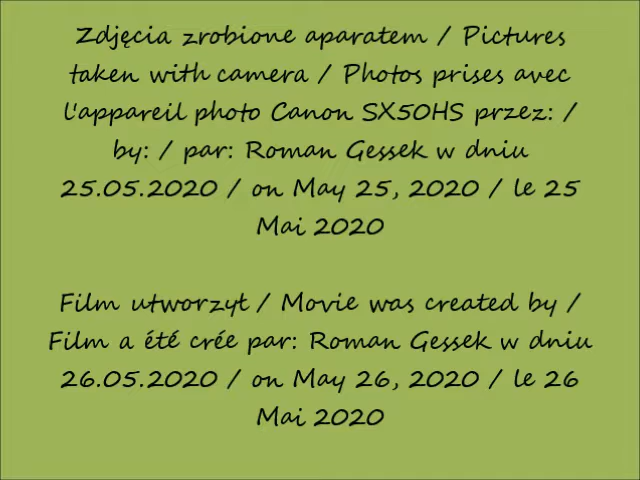 Zdjęcia zrobione aparatem / Pictures
taken with camera / Photos prises avec
l'appareil photo Canon SX50HS przez: /
by: / par: Roman Gessek w dniu
25.05.2020 / on May 25, 2020 / le 25
Mai 2020
Film utworzył / Movie was created by /
Film a été crée par: Roman Gessek w dniu
26.05.2020 / on May 26, 2020 / le 26
Mai 2020